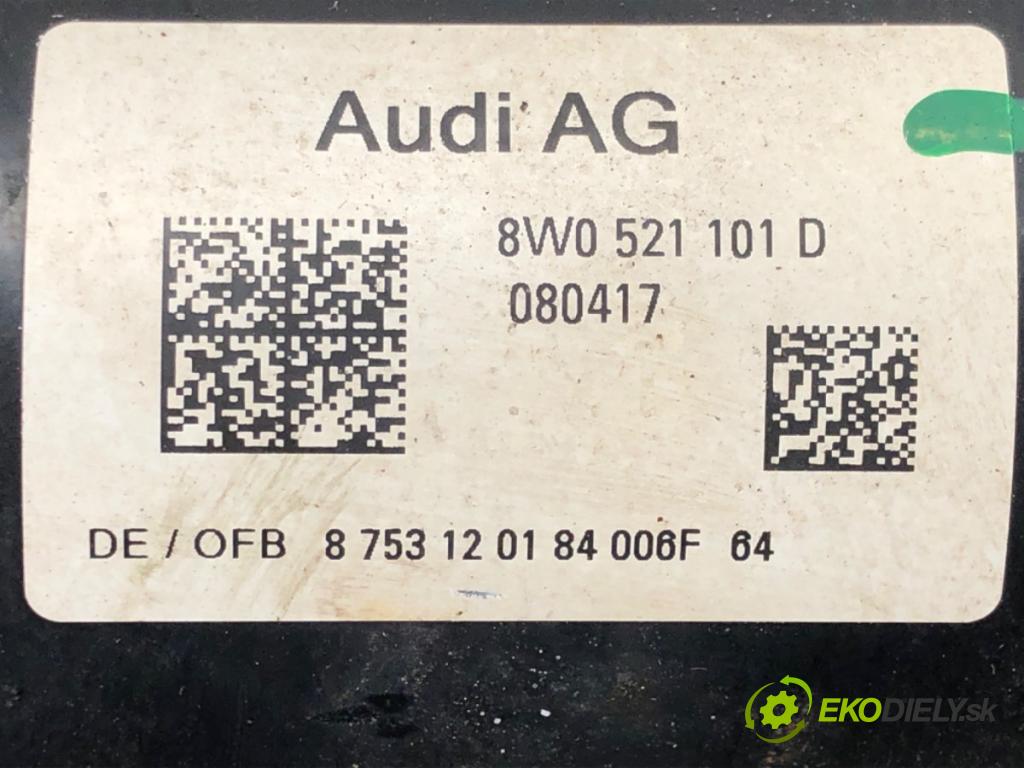 Audi AG
8W0 521 101 D
080417
DE / OFB 8 753 12 01 84 006F 64
EKODIELY.sk